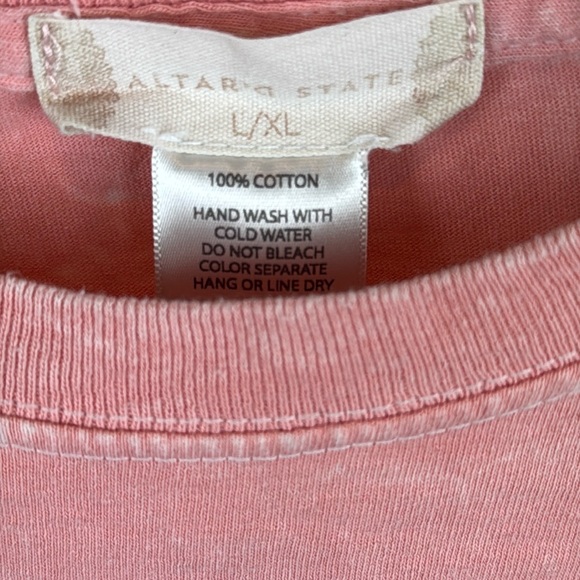 ALTAR'D STATE
L/XL
100% COTTON
HAND WASH WITH
COLD WATER
DO NOT BLEACH
COLOR SEPARATE
HANG OR LINE DRY